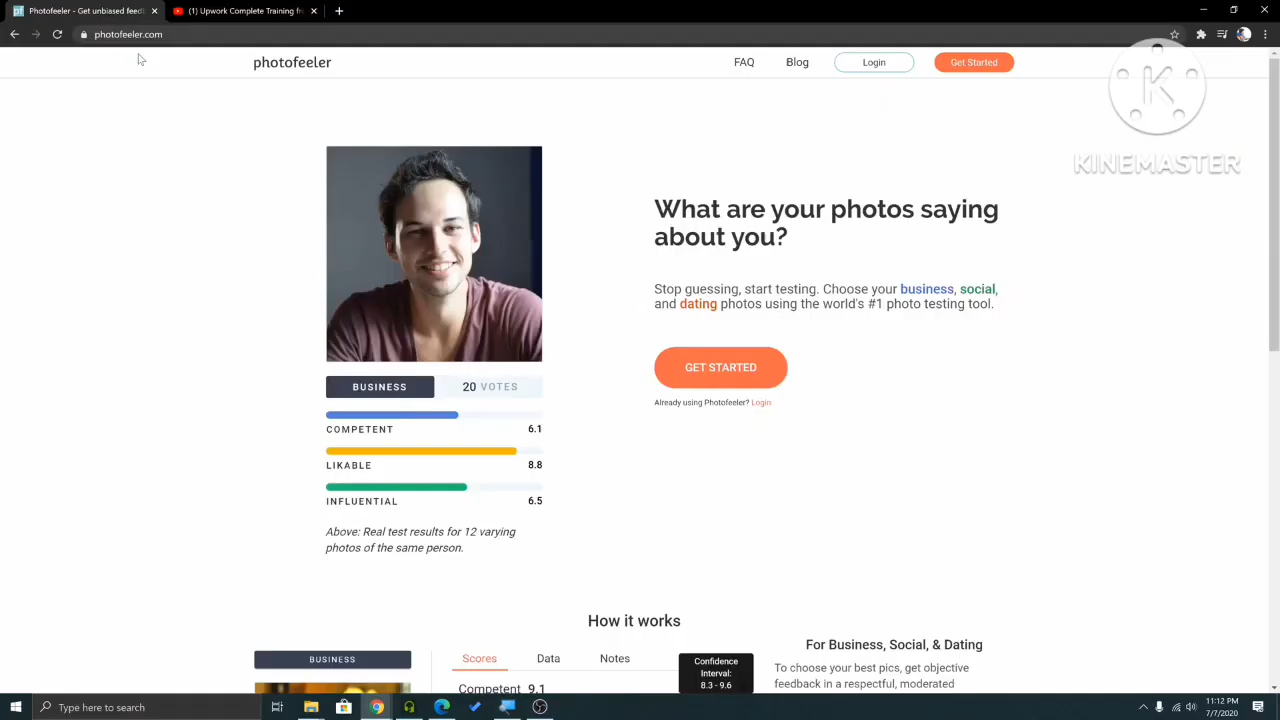 Photofeeler - Get unbiased feed
(1) Upwork Complete Training fr
photofeeler.com
photofeeler
FAQ
Blog
Login
Get Started
KINEMASTER
What are your photos saying
about you?
Stop guessing, start testing. Choose your business, social,
and dating photos using the world's #1 photo testing tool.
GET STARTED
Already using Photofeeler? Login
BUSINESS
20 VOTES
COMPETENT 6.1
LIKABLE 8.8
INFLUENTIAL 6.5
Above: Real test results for 12 varying
photos of the same person.
How it works
BUSINESS
Scores
Data
Notes
Competent 9.1
Confidence
Interval:
8.3 - 9.6
For Business, Social, & Dating
To choose your best pics, get objective
feedback in a respectful, moderated
Type here to search
11:12 PM
7/7/2020